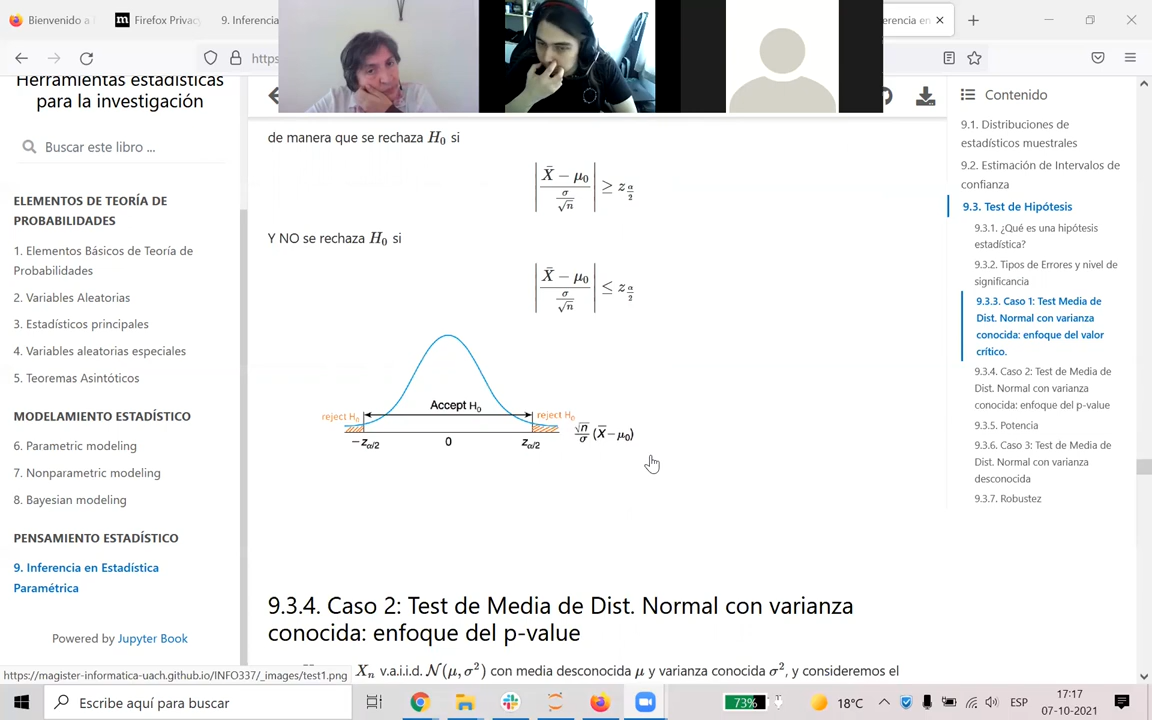 Bienvenido a
Firefox Privacy
9. Inferencia
erencia en
https
Herramientas estadísticas
para la investigación
Buscar este libro ...
ELEMENTOS DE TEORÍA DE
PROBABILIDADES
1. Elementos Básicos de Teoría de
Probabilidades
2. Variables Aleatorias
3. Estadísticos principales
4. Variables aleatorias especiales
5. Teoremas Asintóticos
MODELAMIENTO ESTADÍSTICO
6. Parametric modeling
7. Nonparametric modeling
8. Bayesian modeling
PENSAMIENTO ESTADÍSTICO
9. Inferencia en Estadística
Paramétrica
Powered by Jupyter Book
https://magister-informatica-uach.github.io/INFO337/_images/test1.png
de manera que se rechaza H₀ si
| (X̄ − μ₀) / (σ/√n) | ≥ z_{α/2}
Y NO se rechaza H₀ si
| (X̄ − μ₀) / (σ/√n) | ≤ z_{α/2}
reject H₀
Accept H₀
reject H₀
−z_{α/2}
0
z_{α/2}
√n/σ (X̄ − μ₀)
9.3.4. Caso 2: Test de Media de Dist. Normal con varianza
conocida: enfoque del p-value
X_n v.a.i.i.d. N(μ, σ²) con media desconocida μ y varianza conocida σ², y consideremos el
Contenido
9.1. Distribuciones de
estadísticos muestrales
9.2. Estimación de Intervalos de
confianza
9.3. Test de Hipótesis
9.3.1. ¿Qué es una hipótesis
estadística?
9.3.2. Tipos de Errores y nivel de
significancia
9.3.3. Caso 1: Test Media de
Dist. Normal con varianza
conocida: enfoque del valor
crítico.
9.3.4. Caso 2: Test de Media de
Dist. Normal con varianza
conocida: enfoque del p-value
9.3.5. Potencia
9.3.6. Caso 3: Test de Media de
Dist. Normal con varianza
desconocida
9.3.7. Robustez
Escribe aquí para buscar
73%
18°C
ESP
17:17
07-10-2021